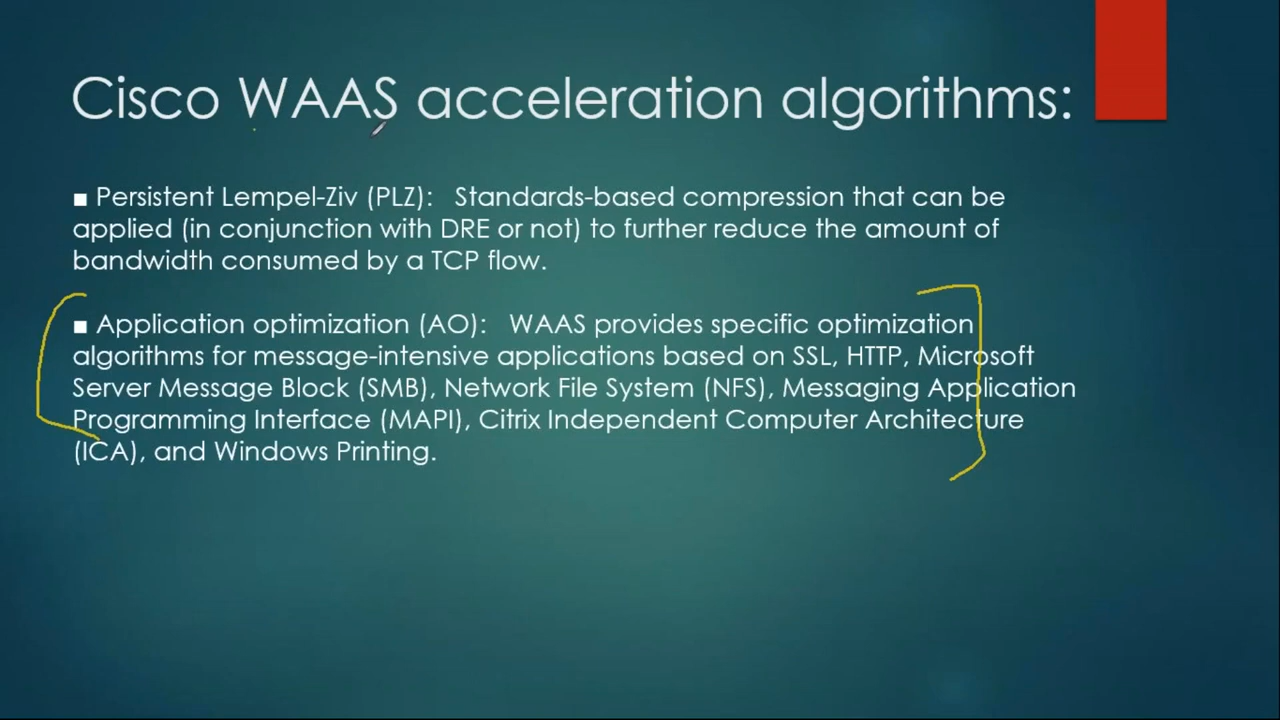 Cisco WAAS acceleration algorithms:
■ Persistent Lempel-Ziv (PLZ): Standards-based compression that can be
applied (in conjunction with DRE or not) to further reduce the amount of
bandwidth consumed by a TCP flow.
■ Application optimization (AO): WAAS provides specific optimization
algorithms for message-intensive applications based on SSL, HTTP, Microsoft
Server Message Block (SMB), Network File System (NFS), Messaging Application
Programming Interface (MAPI), Citrix Independent Computer Architecture
(ICA), and Windows Printing.